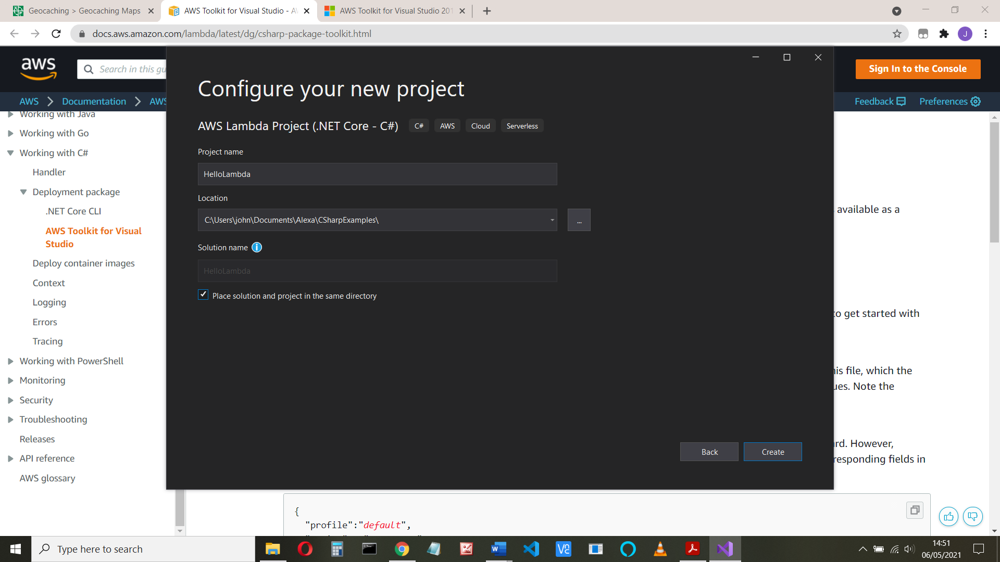 Geocaching > Geocaching Maps
AWS Toolkit for Visual Studio - A
AWS Toolkit for Visual Studio 201
docs.aws.amazon.com/lambda/latest/dg/csharp-package-toolkit.html
J
aws
Search in this gu
Sign In to the Console
AWS
Documentation
AWS
Feedback
Preferences
Working with Java
Working with Go
Working with C#
Handler
Deployment package
.NET Core CLI
AWS Toolkit for Visual
Studio
Deploy container images
Context
Logging
Errors
Tracing
Working with PowerShell
Monitoring
Security
Troubleshooting
Releases
API reference
AWS glossary
Configure your new project
AWS Lambda Project (.NET Core - C#)
C#
AWS
Cloud
Serverless
Project name
HelloLambda
Location
C:\Users\john\Documents\Alexa\CSharpExamples\
...
Solution name
HelloLambda
Place solution and project in the same directory
Back
Create
available as a
to get started with
his file, which the
ues. Note the
ard. However,
responding fields in
{
"profile":"default",
Type here to search
14:51
06/05/2021